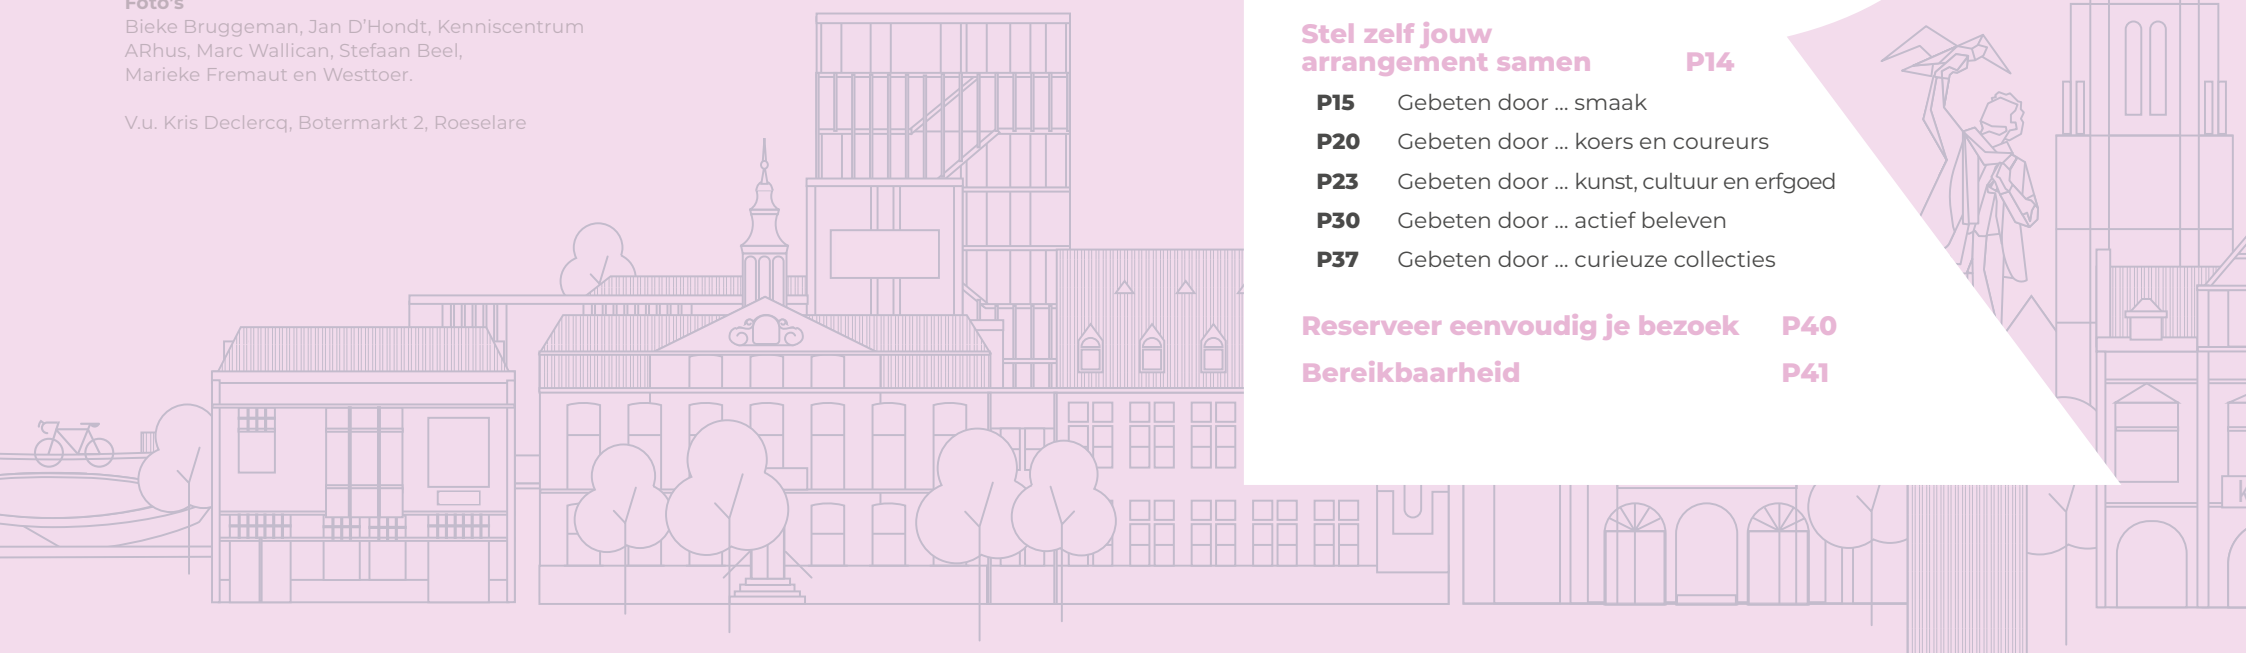 Foto's
Bieke Bruggeman, Jan D'Hondt, Kenniscentrum
ARhus, Marc Wallican, Stefaan Beel,
Marieke Fremaut en Westtoer.
V.u. Kris Declercq, Botermarkt 2, Roeselare
Stel zelf jouw
arrangement samen P14
P15 Gebeten door ... smaak
P20 Gebeten door ... koers en coureurs
P23 Gebeten door ... kunst, cultuur en erfgoed
P30 Gebeten door ... actief beleven
P37 Gebeten door ... curieuze collecties
Reserveer eenvoudig je bezoek P40
Bereikbaarheid P41